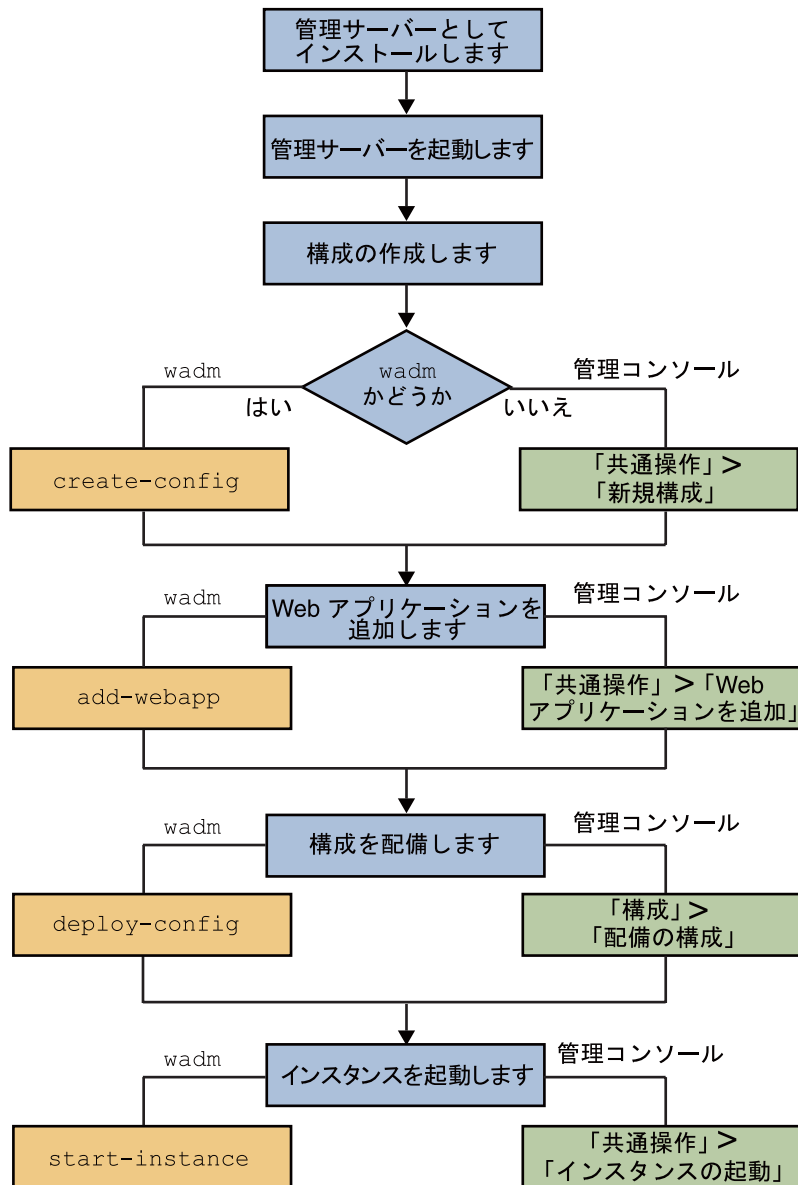 管理サーバーとして
インストールします
管理サーバーを起動します
構成の作成します
wadm
管理コンソール
wadm
かどうか
はい
いいえ
create-config
「共通操作」>
「新規構成」
wadm
管理コンソール
Web アプリケーションを
追加します
add-webapp
「共通操作」>「Web
アプリケーションを追加」
wadm
管理コンソール
構成を配備します
deploy-config
「構成」>
「配備の構成」
wadm
管理コンソール
インスタンスを起動します
start-instance
「共通操作」>
「インスタンスの起動」